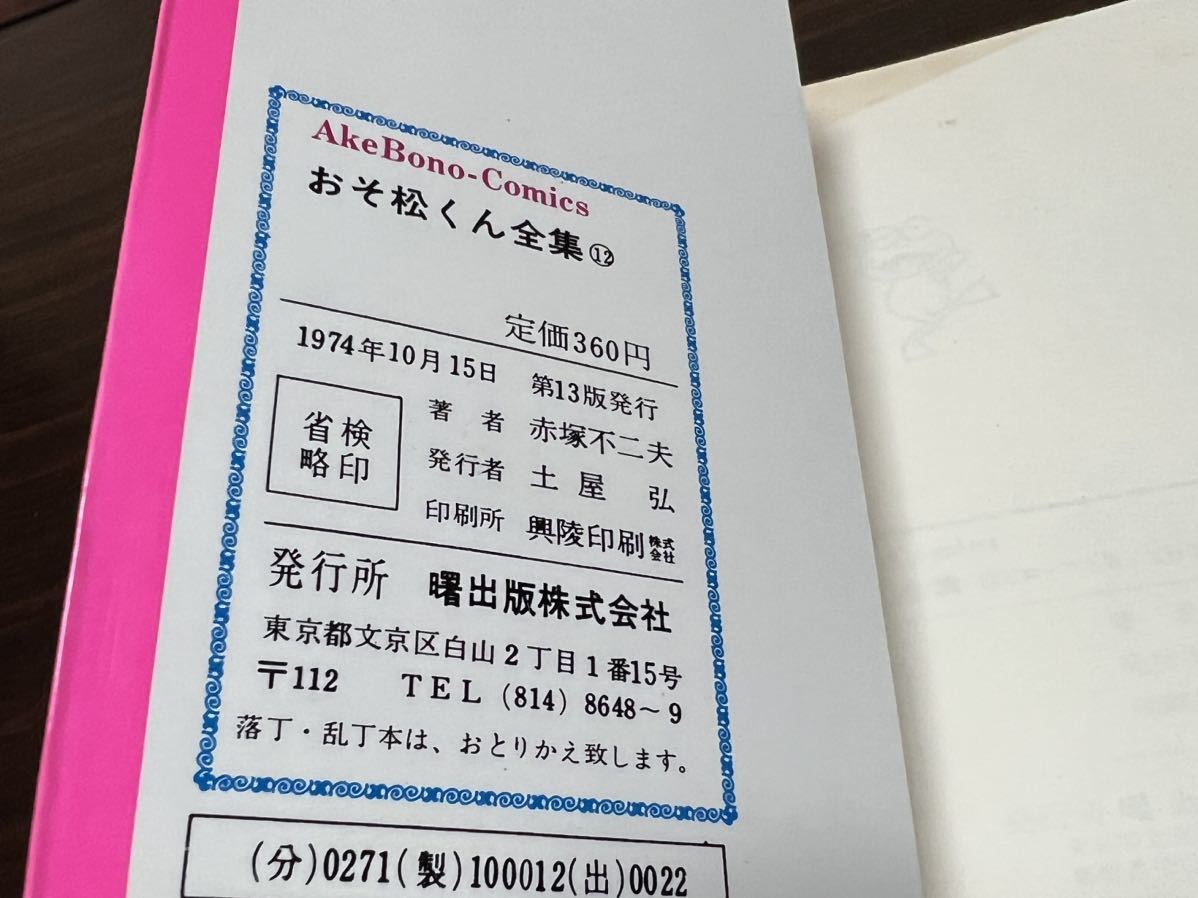 AkeBono-Comics
おそ松くん全集⑫
定価360円
1974年10月15日 第13版発行
検印
省略
著者 赤塚不二夫
発行者 土屋 弘
印刷所 興陵印刷株式会社
発行所 曙出版株式会社
東京都文京区白山2丁目1番15号
〒112 TEL (814) 8648~9
落丁・乱丁本は、おとりかえ致します。
(分)0271(製)100012(出)0022